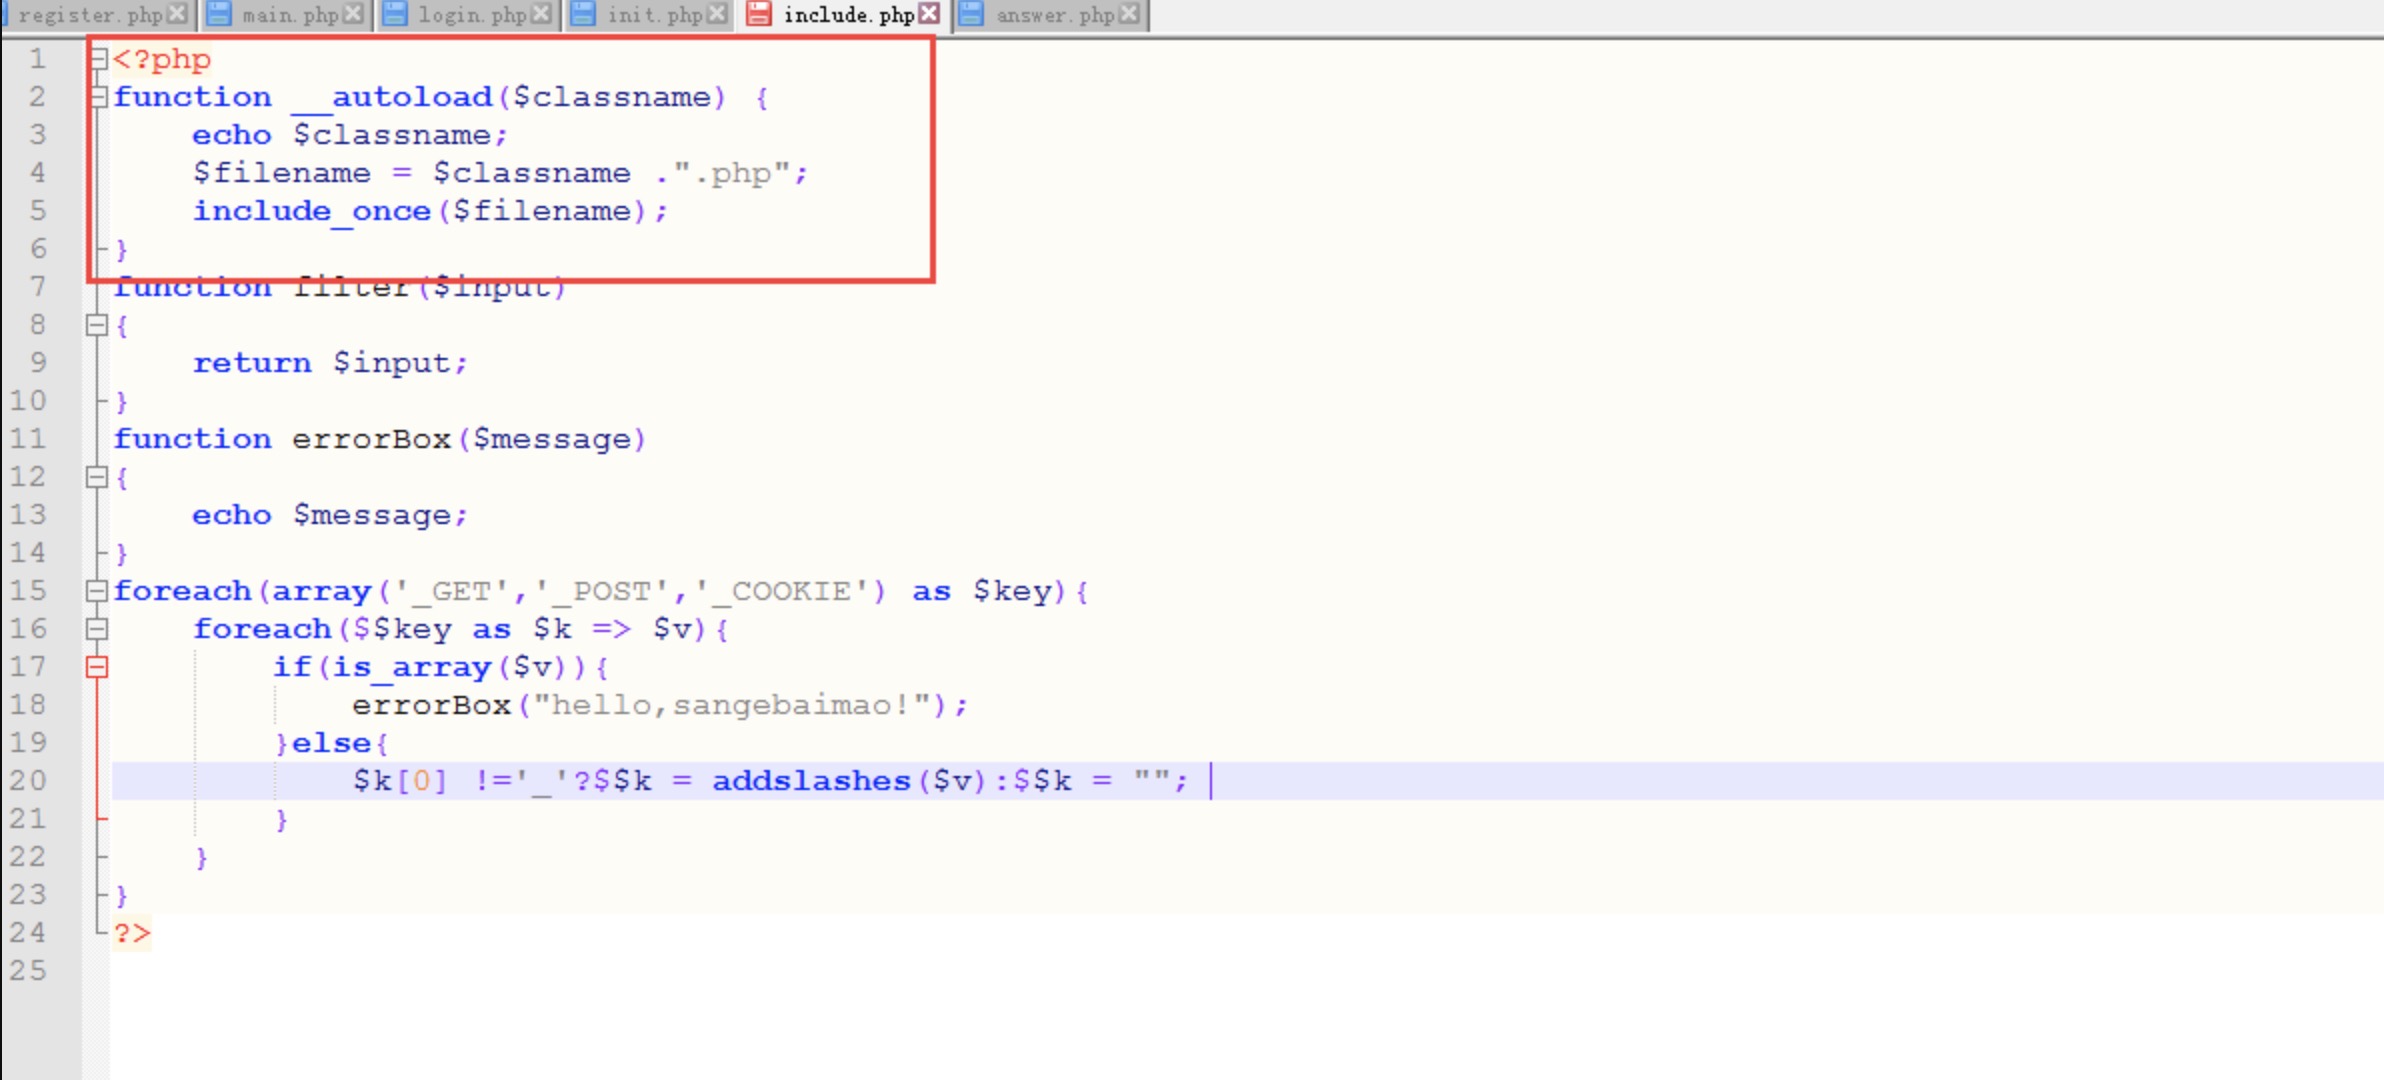 register.php main.php login.php init.php include.php answer.php
1 <?php
2 function __autoload($classname) {
3 echo $classname;
4 $filename = $classname .".php";
5 include_once($filename);
6 }
7 function filter($input)
8 {
9 return $input;
10 }
11 function errorBox($message)
12 {
13 echo $message;
14 }
15 foreach(array('_GET','_POST','_COOKIE') as $key){
16 foreach($$key as $k => $v){
17 if(is_array($v)){
18 errorBox("hello,sangebaimao!");
19 }else{
20 $k[0] !='_'?$$k = addslashes($v):$$k = "";
21 }
22 }
23 }
24 ?>
25